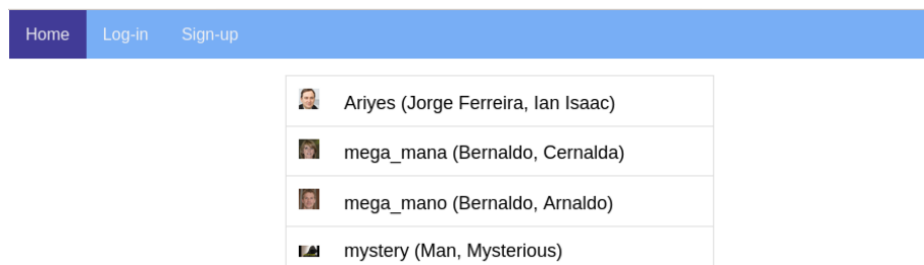 Home Log-in Sign-up
Ariyes (Jorge Ferreira, Ian Isaac)
mega_mana (Bernaldo, Cernalda)
mega_mano (Bernaldo, Arnaldo)
mystery (Man, Mysterious)